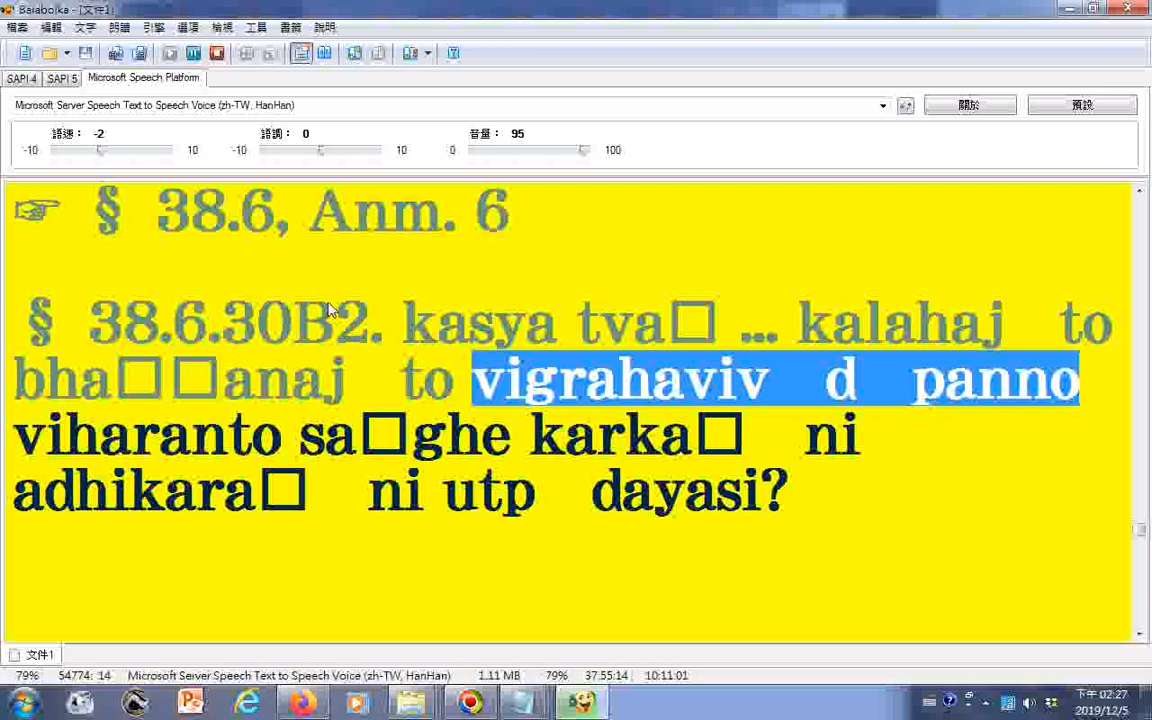 Balabolka - [文件1]
檔案 編輯 文字 朗讀 引擎 選項 檢視 工具 書籤 說明
SAPI 4 SAPI 5 Microsoft Speech Platform
Microsoft Server Speech Text to Speech Voice (zh-TW, HanHan) 關於 預設
語速： -2 語調： 0 音量： 95
-10 10 -10 10 0 100
☞ § 38.6, Anm. 6
§ 38.6.30B2. kasya tva□ ... kalahaj to
bha□□anaj to vigrahaviv d panno
viharanto sa□ghe karka□ ni
adhikara□ ni utp dayasi?
文件1
79% 54774: 14 Microsoft Server Speech Text to Speech Voice (zh-TW, HanHan) 1.11 MB 79% 37:55:14 10:11:01
下午 02:27
2019/12/5